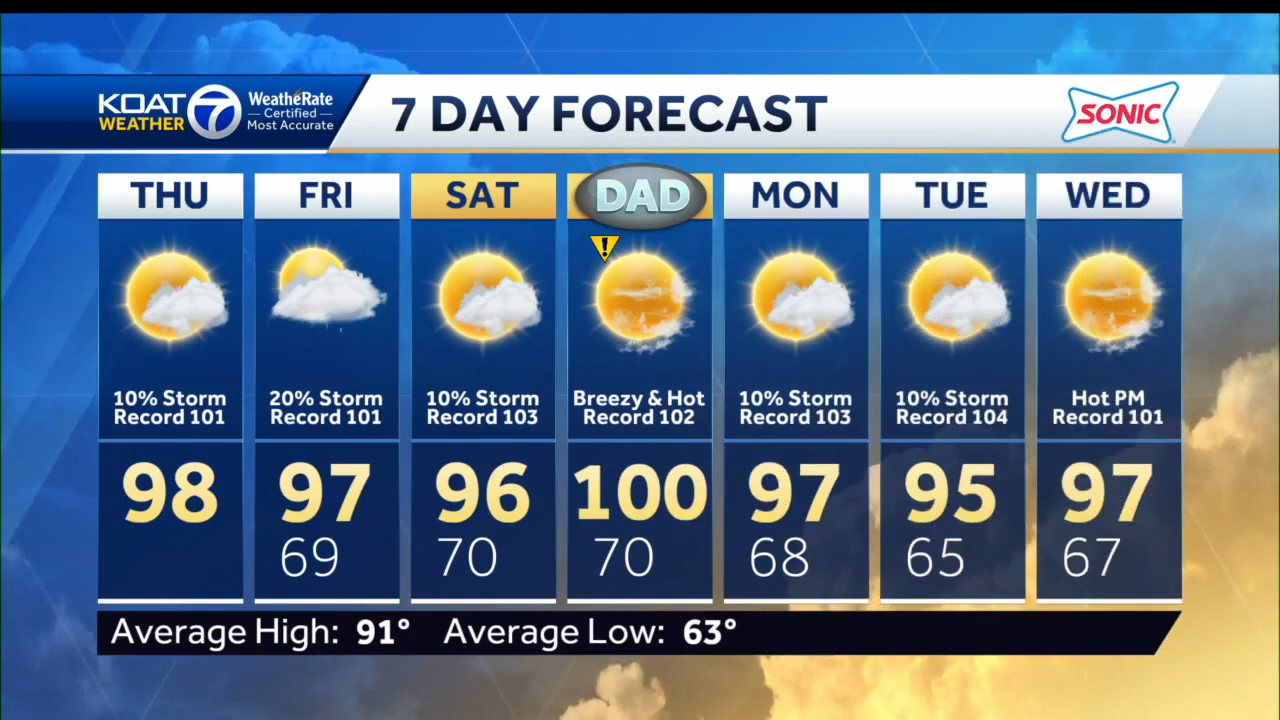 KOAT
WEATHER
7
WeatheRate
Certified
Most Accurate
7 DAY FORECAST
SONIC
THU
10% Storm
Record 101
98
FRI
20% Storm
Record 101
97
69
SAT
10% Storm
Record 103
96
70
DAD
!
Breezy & Hot
Record 102
100
70
MON
10% Storm
Record 103
97
68
TUE
10% Storm
Record 104
95
65
WED
Hot PM
Record 101
97
67
Average High: 91° Average Low: 63°